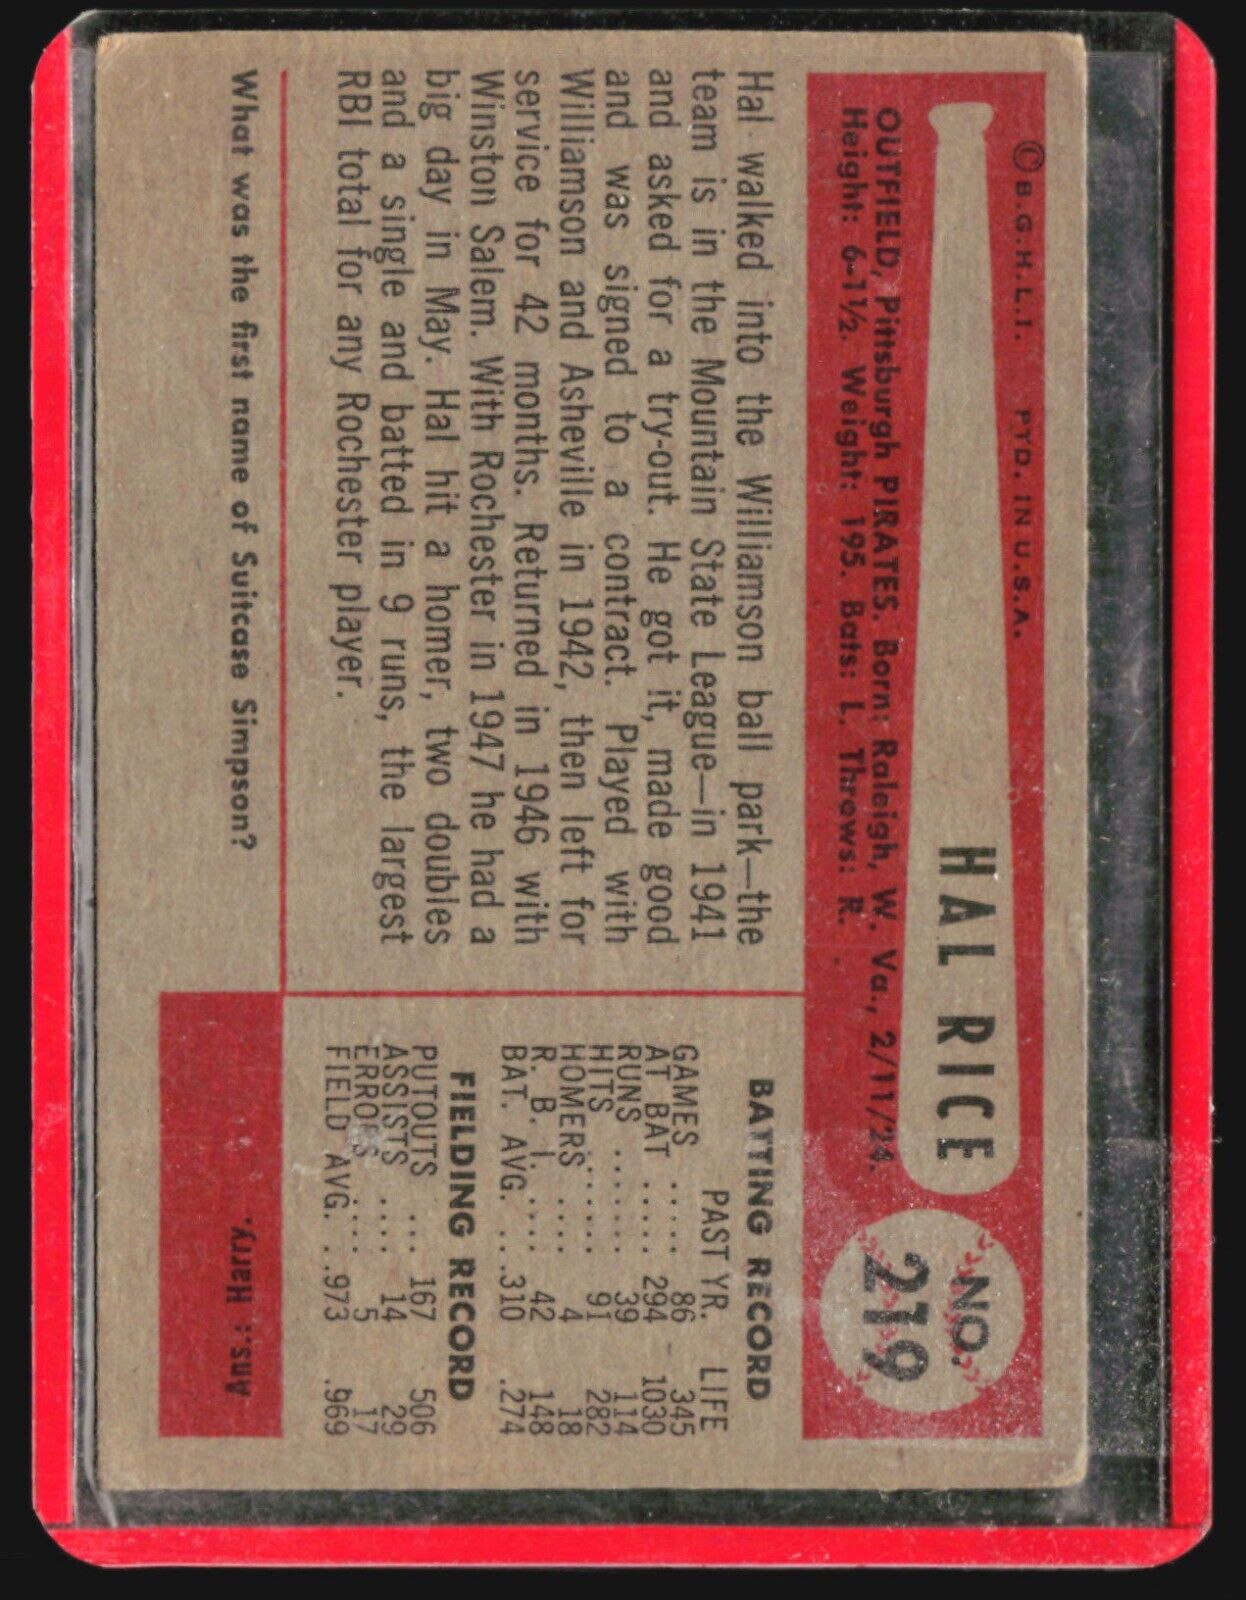 © B.G.H.L.I. PTD. IN U.S.A.
HAL RICE
NO.
219
OUTFIELD, Pittsburgh PIRATES. Born: Raleigh, W. Va., 2/11/24.
Height: 6-1½. Weight: 195. Bats: L. Throws: R.
Hal walked into the Williamson ball park—the
team is in the Mountain State League—in 1941
and asked for a try-out. He got it, made good
and was signed to a contract. Played with
Williamson and Asheville in 1942, then left for
service for 42 months. Returned in 1946 with
Winston Salem. With Rochester in 1947 he had a
big day in May. Hal hit a homer, two doubles
and a single and batted in 9 runs, the largest
RBI total for any Rochester player.
BATTING RECORD
PAST YR. LIFE
GAMES ..... 86 345
AT BAT ..... 294 1030
RUNS ....... 39 114
HITS ....... 91 282
HOMERS .... 4 18
R. B. I. .... 42 148
BAT. AVG. ...310 .274
FIELDING RECORD
PUTOUTS ... 167 506
ASSISTS .... 14 29
ERRORS .... 5 17
FIELD AVG. ..973 .969
What was the first name of Suitcase Simpson?
Ans.: Harry.